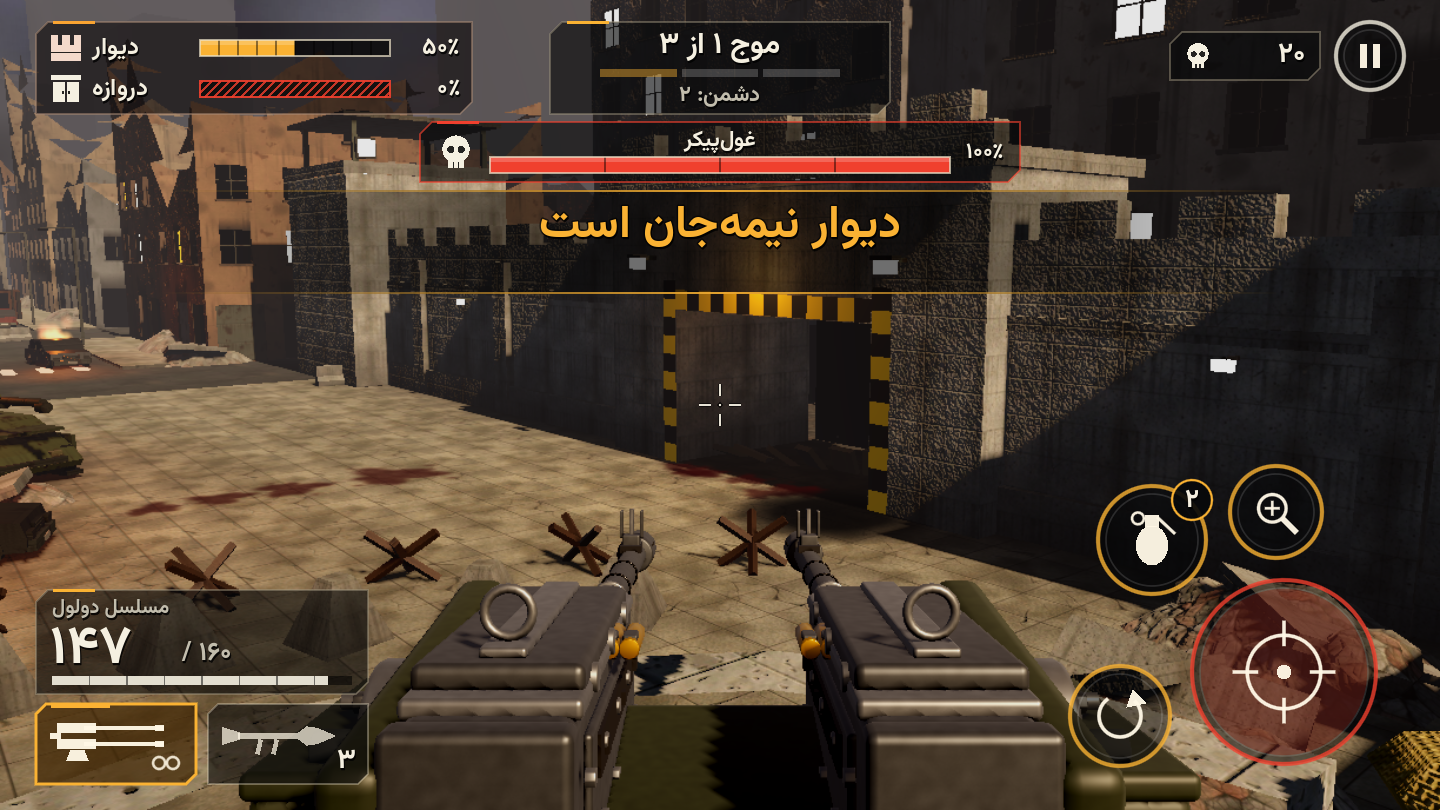 دیوار ۵۰٪
دروازه ۰٪
موج ۱ از ۳
دشمن: ۲
۲۰
غول‌پیکر
۱۰۰٪
دیوار نیمه‌جان است
۲
مسلسل دولول
۱۴۷ / ۱۶۰
∞
۳